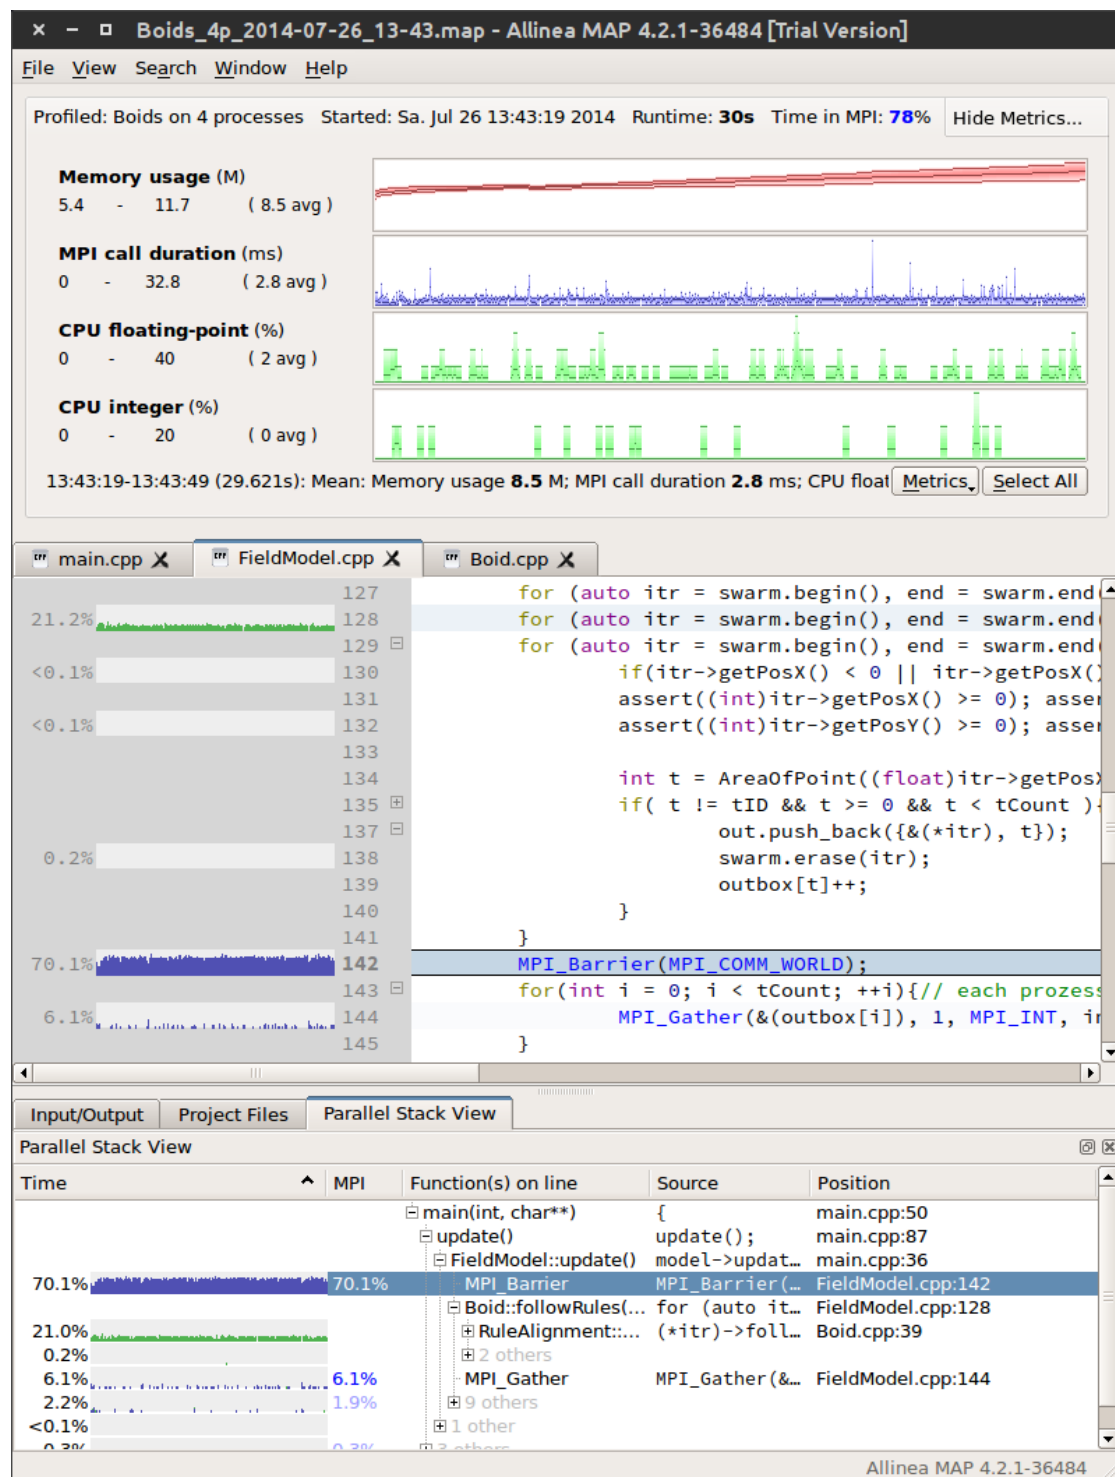 Boids_4p_2014-07-26_13-43.map - Allinea MAP 4.2.1-36484 [Trial Version]
File View Search Window Help
Profiled: Boids on 4 processes Started: Sa. Jul 26 13:43:19 2014 Runtime: 30s Time in MPI: 78% Hide Metrics...
Memory usage (M)
5.4 - 11.7 ( 8.5 avg )
MPI call duration (ms)
0 - 32.8 ( 2.8 avg )
CPU floating-point (%)
0 - 40 ( 2 avg )
CPU integer (%)
0 - 20 ( 0 avg )
13:43:19-13:43:49 (29.621s): Mean: Memory usage 8.5 M; MPI call duration 2.8 ms; CPU float Metrics Select All
main.cpp FieldModel.cpp Boid.cpp
127 for (auto itr = swarm.begin(), end = swarm.end(
21.2% 128 for (auto itr = swarm.begin(), end = swarm.end(
129 for (auto itr = swarm.begin(), end = swarm.end(
<0.1% 130 if(itr->getPosX() < 0 || itr->getPosX()
131 assert((int)itr->getPosX() >= 0); asser
<0.1% 132 assert((int)itr->getPosY() >= 0); asser
133
134 int t = AreaOfPoint((float)itr->getPosX
135 if( t != tID && t >= 0 && t < tCount ){
137 out.push_back({&(*itr), t});
0.2% 138 swarm.erase(itr);
139 outbox[t]++;
140 }
141 }
70.1% 142 MPI_Barrier(MPI_COMM_WORLD);
143 for(int i = 0; i < tCount; ++i){// each prozess
6.1% 144 MPI_Gather(&(outbox[i]), 1, MPI_INT, in
145 }
Input/Output Project Files Parallel Stack View
Parallel Stack View
Time MPI Function(s) on line Source Position
main(int, char**) { main.cpp:50
update() update(); main.cpp:87
FieldModel::update() model->updat... main.cpp:36
70.1% 70.1% MPI_Barrier MPI_Barrier(... FieldModel.cpp:142
Boid::followRules(... for (auto it... FieldModel.cpp:128
21.0% RuleAlignment::... (*itr)->foll... Boid.cpp:39
0.2% 2 others
6.1% 6.1% MPI_Gather MPI_Gather(&... FieldModel.cpp:144
2.2% 1.9% 9 others
<0.1% 1 other
0.3% 0.3% 3 others
Allinea MAP 4.2.1-36484